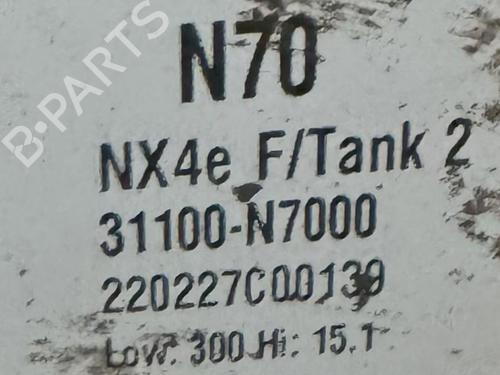 N70
B-PARTS
NX4e F/Tank 2
31100-N7000
220227C00139
Low: 300 Hi: 15.1